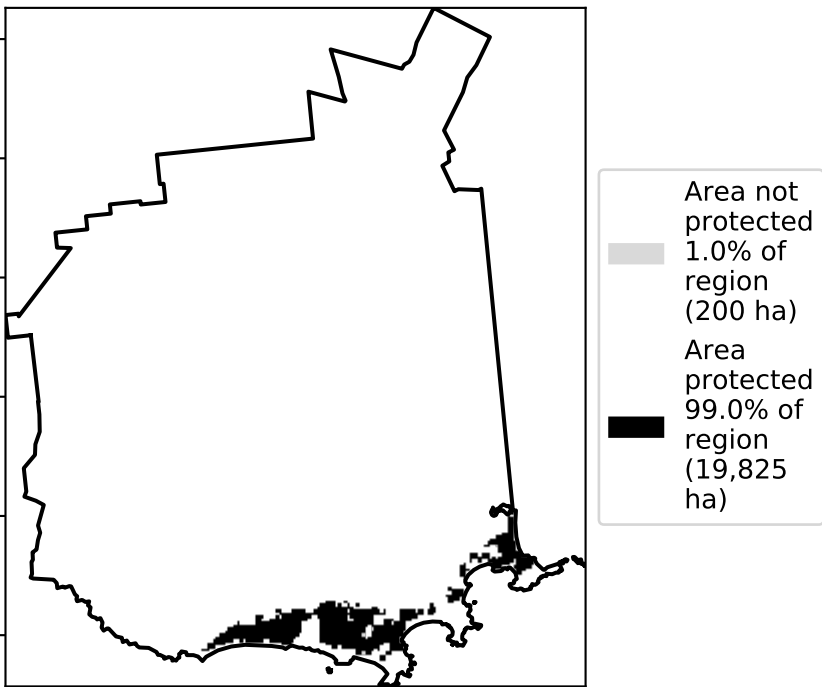 Area not
protected
1.0% of
region
(200 ha)
Area
protected
99.0% of
region
(19,825
ha)